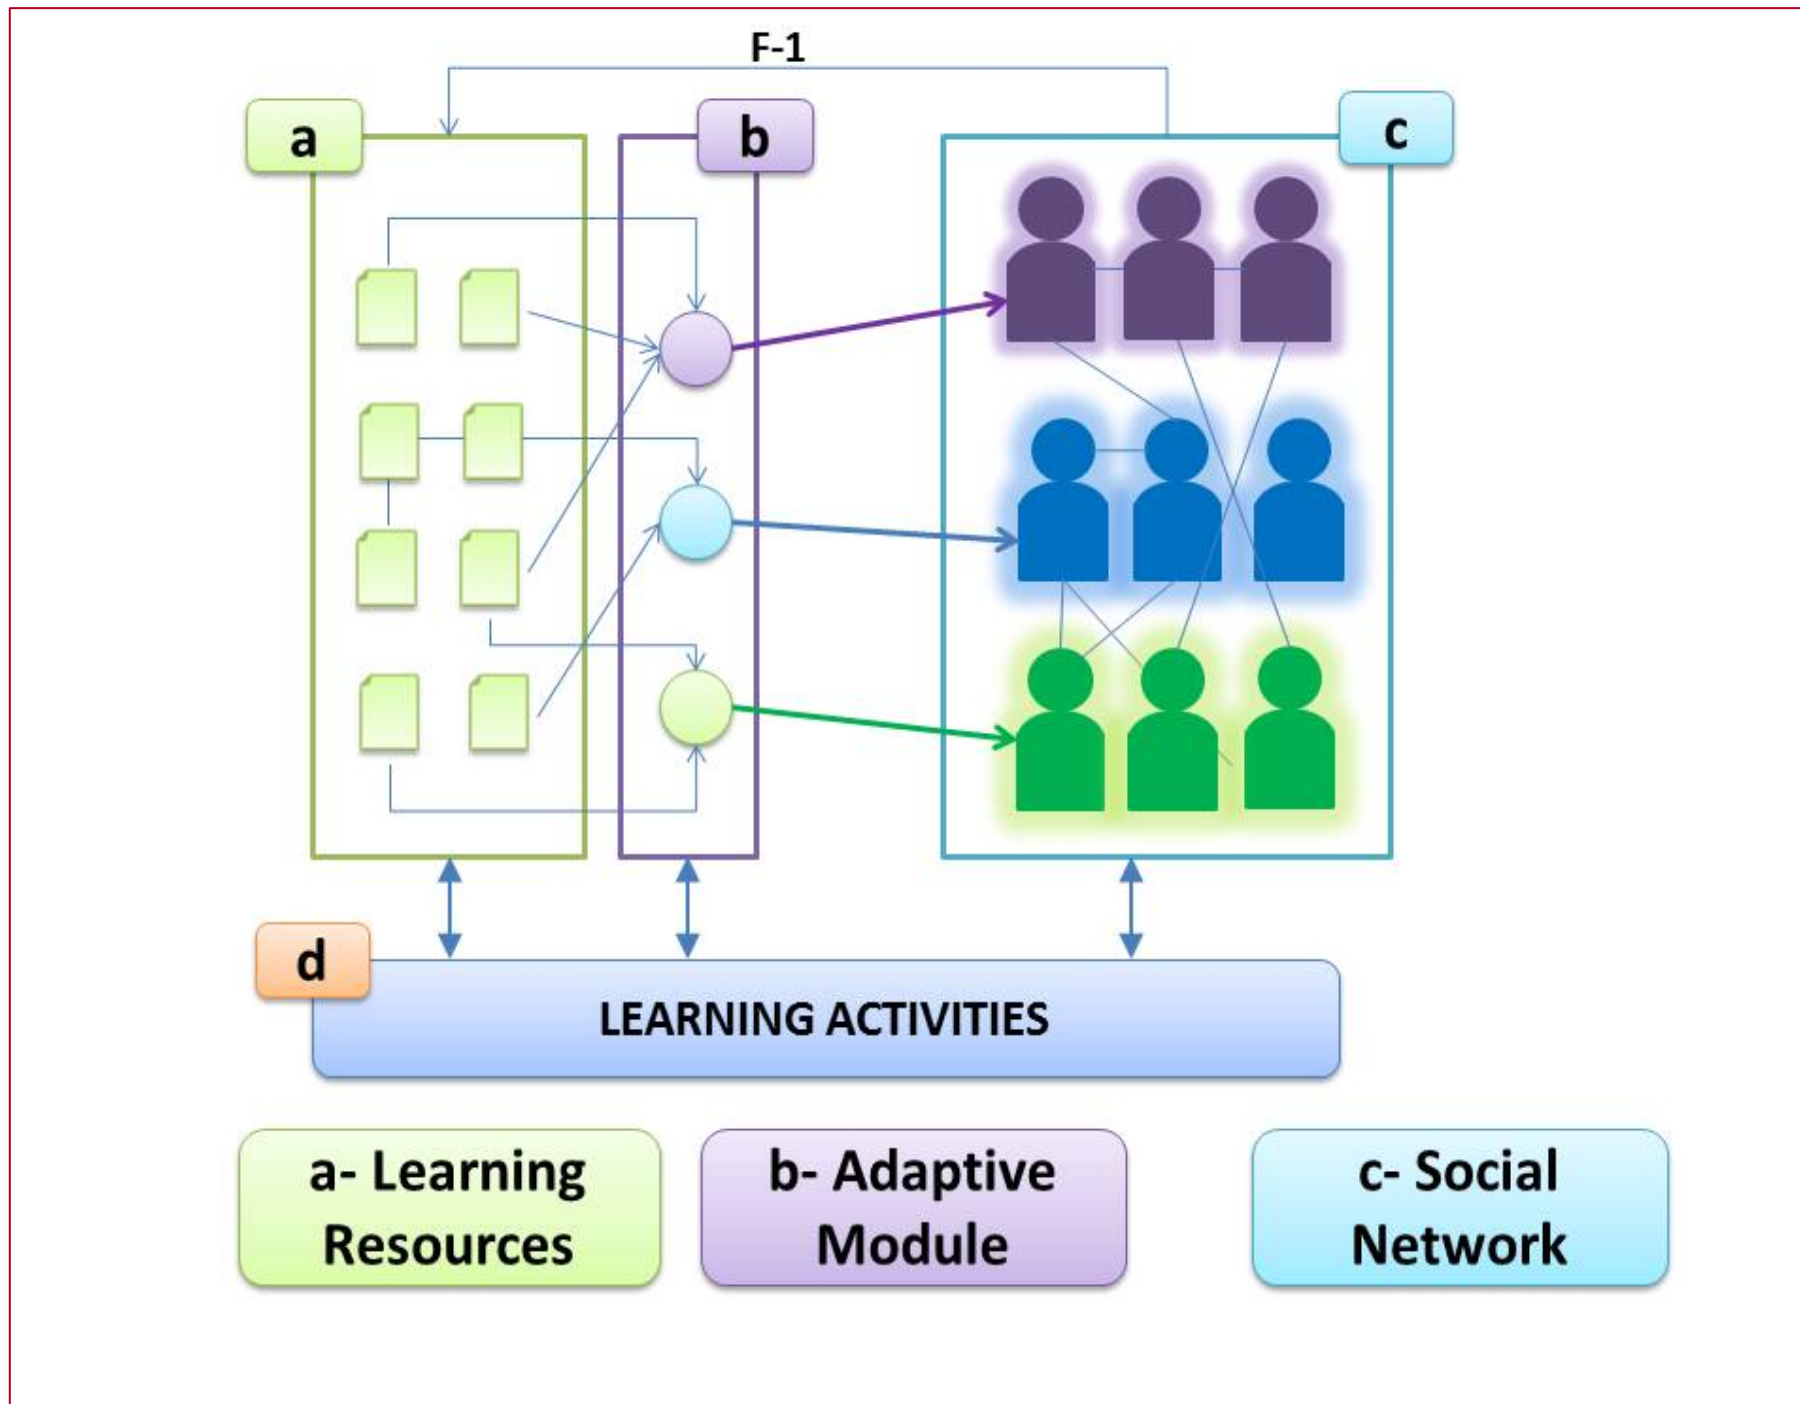 F-1
a
b
c
d
LEARNING ACTIVITIES
a- Learning
Resources
b- Adaptive
Module
c- Social
Network